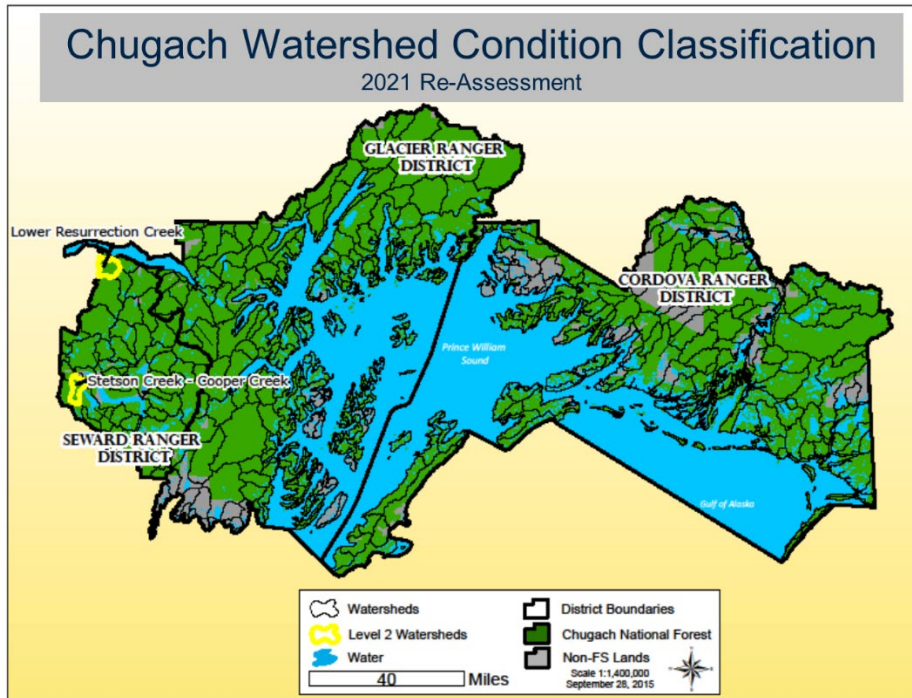 Chugach Watershed Condition Classification
2021 Re-Assessment
GLACIER RANGER
DISTRICT
Lower Resurrection Creek
CORDOVA RANGER
DISTRICT
Prince William
Sound
Stetson Creek - Cooper Creek
SEWARD RANGER
DISTRICT
Gulf of Alaska
Watersheds
Level 2 Watersheds
Water
40 Miles
District Boundaries
Chugach National Forest
Non-FS Lands
Scale 1:1,400,000
September 28, 2015